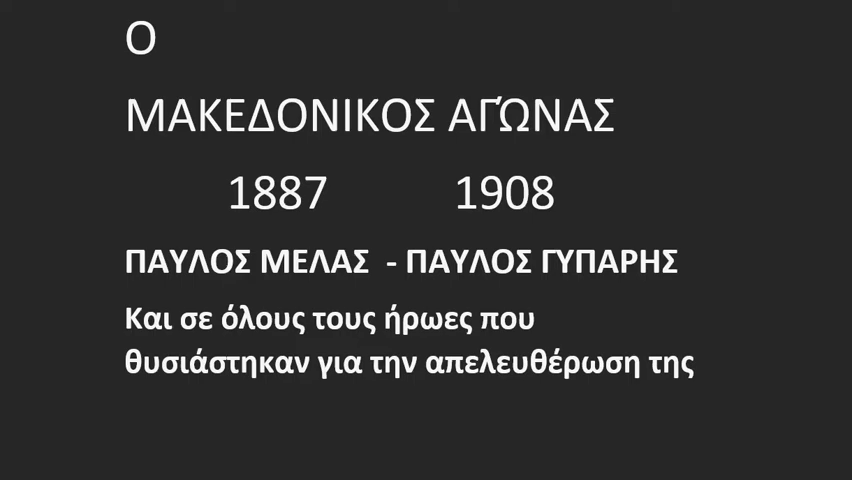 Ο
ΜΑΚΕΔΟΝΙΚΟΣ ΑΓΏΝΑΣ
1887 1908
ΠΑΥΛΟΣ ΜΕΛΑΣ - ΠΑΥΛΟΣ ΓΥΠΑΡΗΣ
Και σε όλους τους ήρωες που
θυσιάστηκαν για την απελευθέρωση της